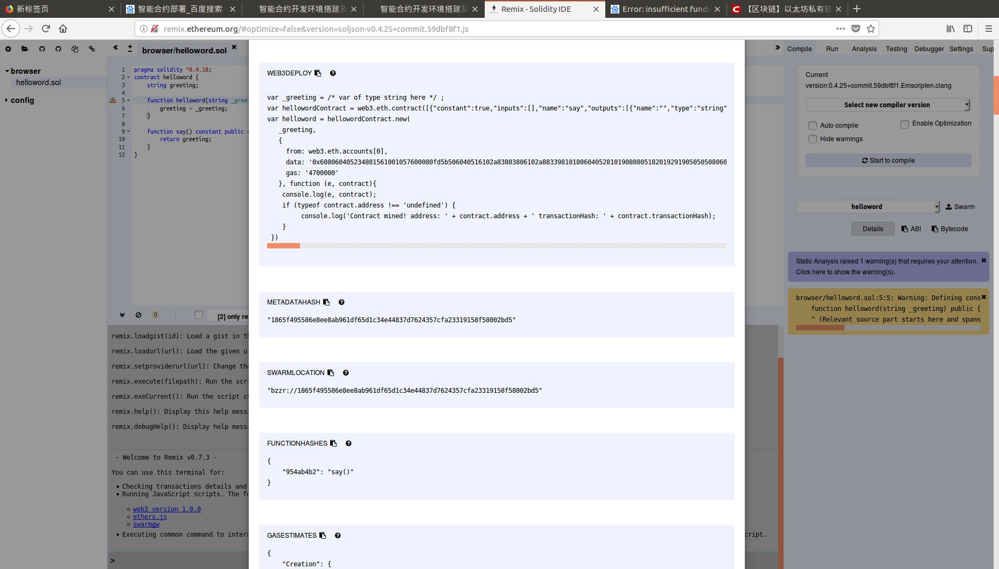 新标签页
智能合约部署_百度搜索
智能合约开发环境搭建及
智能合约开发环境搭建及
Remix - Solidity IDE
Error: insufficient funds
【区块链】以太坊私有链
remix.ethereum.org/#optimize=false&version=soljson-v0.4.25+commit.59dbf8f1.js
browser
helloword.sol
config
browser/helloword.sol
1 pragma solidity ^0.4.18;
2 contract helloword {
3 string greeting;
4
5 function helloword(string _gree
6 greeting = _greeting;
7 }
8
9 function say() constant public
10 return greeting;
11 }
12 }
0
[2] only re
remix.loadgist(id): Load a gist in th
remix.loadurl(url): Load the given u
remix.setproviderurl(url): Change the
remix.execute(filepath): Run the scri
remix.exeCurrent(): Run the script cu
remix.help(): Display this help messa
remix.debugHelp(): Display help messa
- Welcome to Remix v0.7.3 -
You can use this terminal for:
• Checking transactions details and
• Running JavaScript scripts. The fo
web3 version 1.0.0
ethers.js
swarmgw
• Executing common command to intera
cript.
>
WEB3DEPLOY
var _greeting = /* var of type string here */ ;
var hellowordContract = web3.eth.contract([{"constant":true,"inputs":[],"name":"say","outputs":[{"name":"","type":"string"
var helloword = hellowordContract.new(
_greeting,
{
from: web3.eth.accounts[0],
data: '0x608060405234801561001057600080fd5b506040516102a83803806102a8833981018060405281019080805182019291905050508060
gas: '4700000'
}, function (e, contract){
console.log(e, contract);
if (typeof contract.address !== 'undefined') {
console.log('Contract mined! address: ' + contract.address + ' transactionHash: ' + contract.transactionHash);
}
})
METADATAHASH
"1865f495586e8ee8ab961df65d1c34e44837d7624357cfa23319158f58002bd5"
SWARMLOCATION
"bzzr://1865f495586e8ee8ab961df65d1c34e44837d7624357cfa23319158f58002bd5"
FUNCTIONHASHES
{
"954ab4b2": "say()"
}
GASESTIMATES
{
"Creation": {
Compile Run Analysis Testing Debugger Settings Sup
Current
version:0.4.25+commit.59dbf8f1.Emscripten.clang
Select new compiler version
Auto compile
Enable Optimization
Hide warnings
Start to compile
helloword
Swarm
Details
ABI
Bytecode
Static Analysis raised 1 warning(s) that requires your attention.
Click here to show the warning(s).
browser/helloword.sol:5:5: Warning: Defining cons
function helloword(string _greeting) public {
^ (Relevant source part starts here and spans